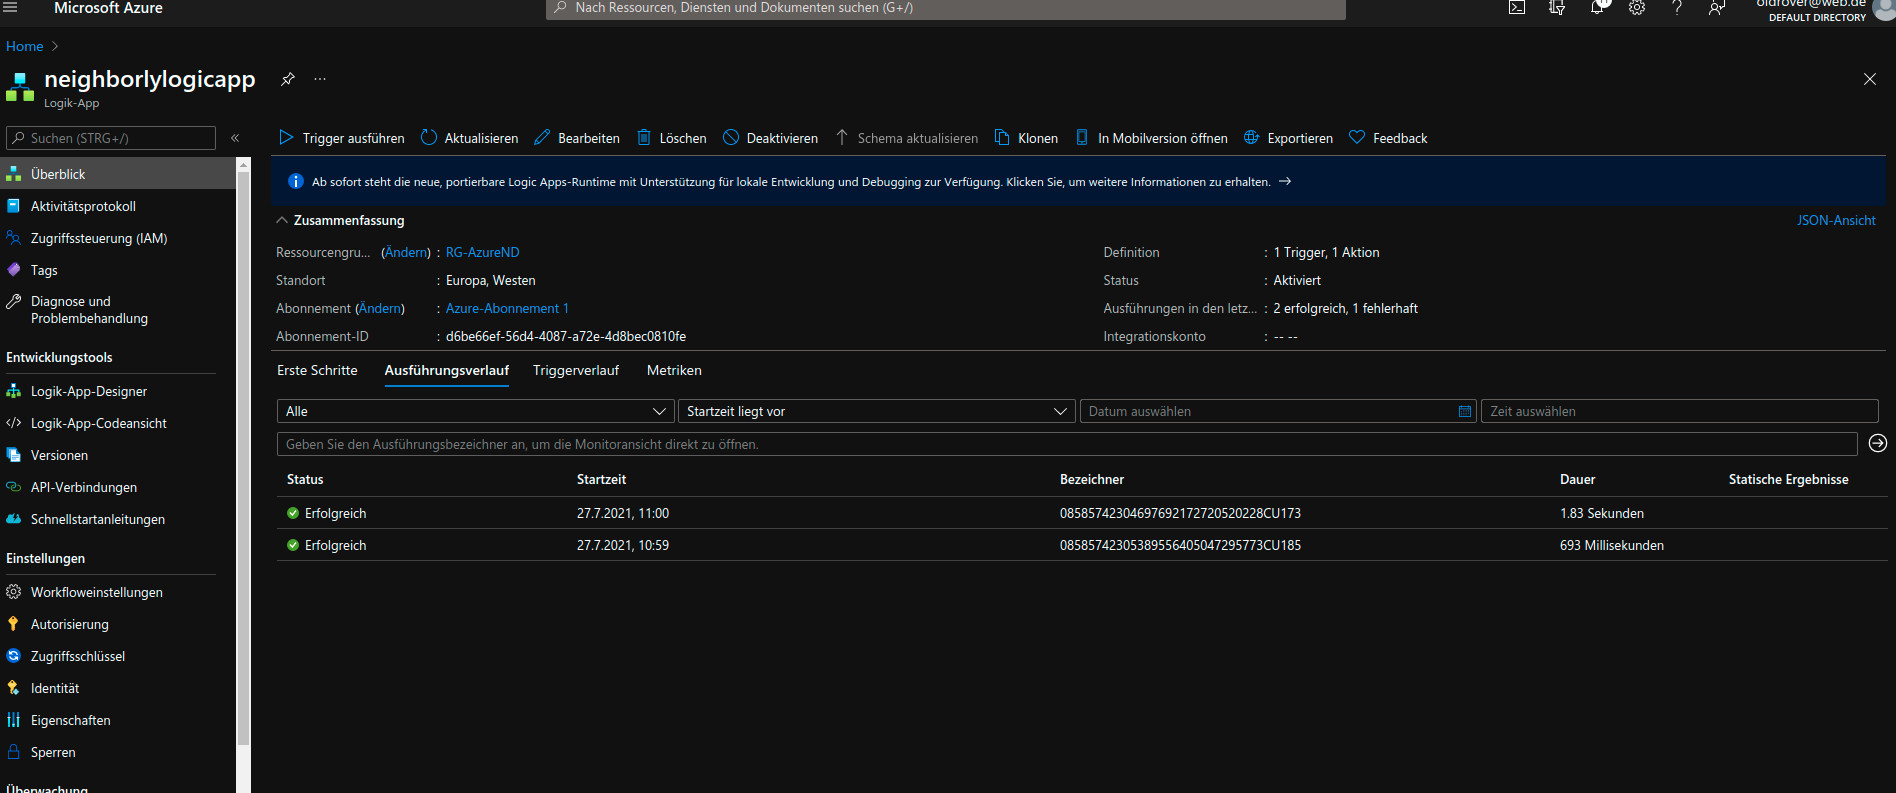 Microsoft Azure
Nach Ressourcen, Diensten und Dokumenten suchen (G+/)
oldrover@web.de
DEFAULT DIRECTORY
Home
neighborlylogicapp
Logik-App
Suchen (STRG+/)
Trigger ausführen
Aktualisieren
Bearbeiten
Löschen
Deaktivieren
Schema aktualisieren
Klonen
In Mobilversion öffnen
Exportieren
Feedback
Überblick
Aktivitätsprotokoll
Zugriffssteuerung (IAM)
Tags
Diagnose und
Problembehandlung
Entwicklungstools
Logik-App-Designer
Logik-App-Codeansicht
Versionen
API-Verbindungen
Schnellstartanleitungen
Einstellungen
Workfloweinstellungen
Autorisierung
Zugriffsschlüssel
Identität
Eigenschaften
Sperren
Überwachung
Ab sofort steht die neue, portierbare Logic Apps-Runtime mit Unterstützung für lokale Entwicklung und Debugging zur Verfügung. Klicken Sie, um weitere Informationen zu erhalten.
Zusammenfassung
JSON-Ansicht
Ressourcengru... (Ändern) : RG-AzureND
Standort : Europa, Westen
Abonnement (Ändern) : Azure-Abonnement 1
Abonnement-ID : d6be66ef-56d4-4087-a72e-4d8bec0810fe
Definition : 1 Trigger, 1 Aktion
Status : Aktiviert
Ausführungen in den letz... : 2 erfolgreich, 1 fehlerhaft
Integrationskonto : -- --
Erste Schritte
Ausführungsverlauf
Triggerverlauf
Metriken
Alle
Startzeit liegt vor
Datum auswählen
Zeit auswählen
Geben Sie den Ausführungsbezeichner an, um die Monitoransicht direkt zu öffnen.
Status Startzeit Bezeichner Dauer Statische Ergebnisse
Erfolgreich 27.7.2021, 11:00 08585742304697692172720520228CU173 1.83 Sekunden
Erfolgreich 27.7.2021, 10:59 08585742305389556405047295773CU185 693 Millisekunden